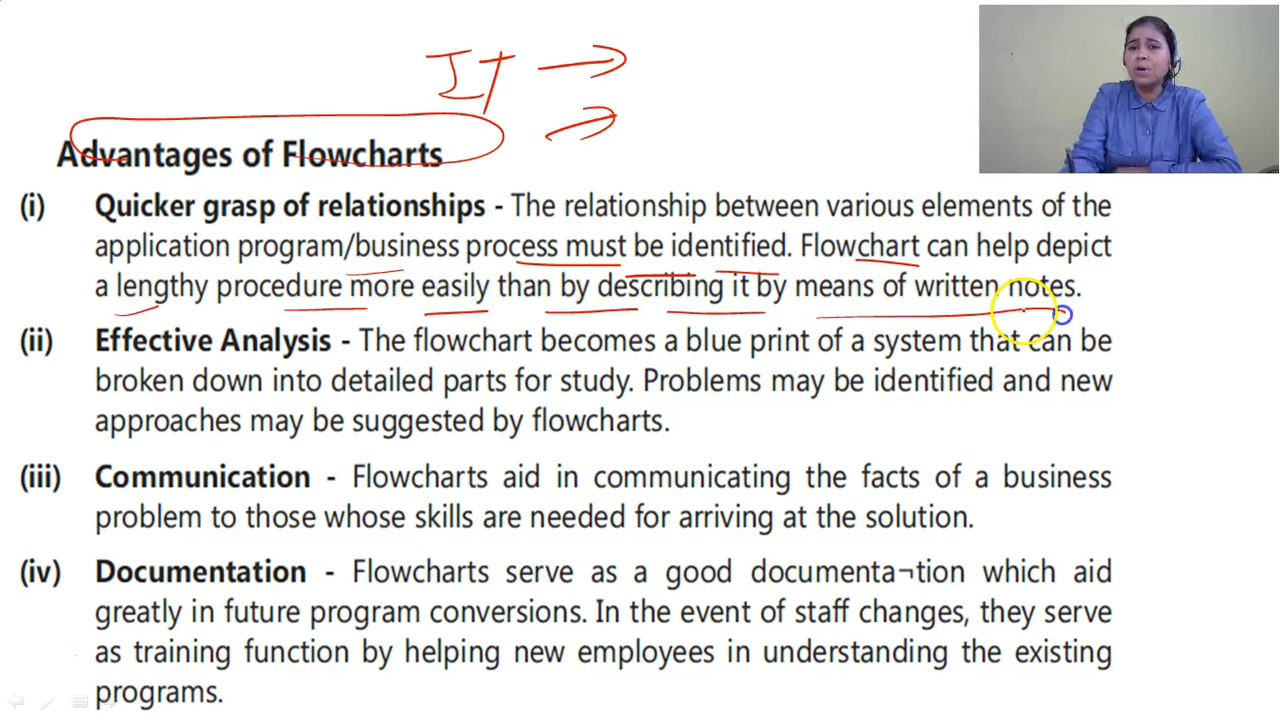 IT
Advantages of Flowcharts
(i) Quicker grasp of relationships - The relationship between various elements of the
application program/business process must be identified. Flowchart can help depict
a lengthy procedure more easily than by describing it by means of written notes.
(ii) Effective Analysis - The flowchart becomes a blue print of a system that can be
broken down into detailed parts for study. Problems may be identified and new
approaches may be suggested by flowcharts.
(iii) Communication - Flowcharts aid in communicating the facts of a business
problem to those whose skills are needed for arriving at the solution.
(iv) Documentation - Flowcharts serve as a good documenta¬tion which aid
greatly in future program conversions. In the event of staff changes, they serve
as training function by helping new employees in understanding the existing
programs.